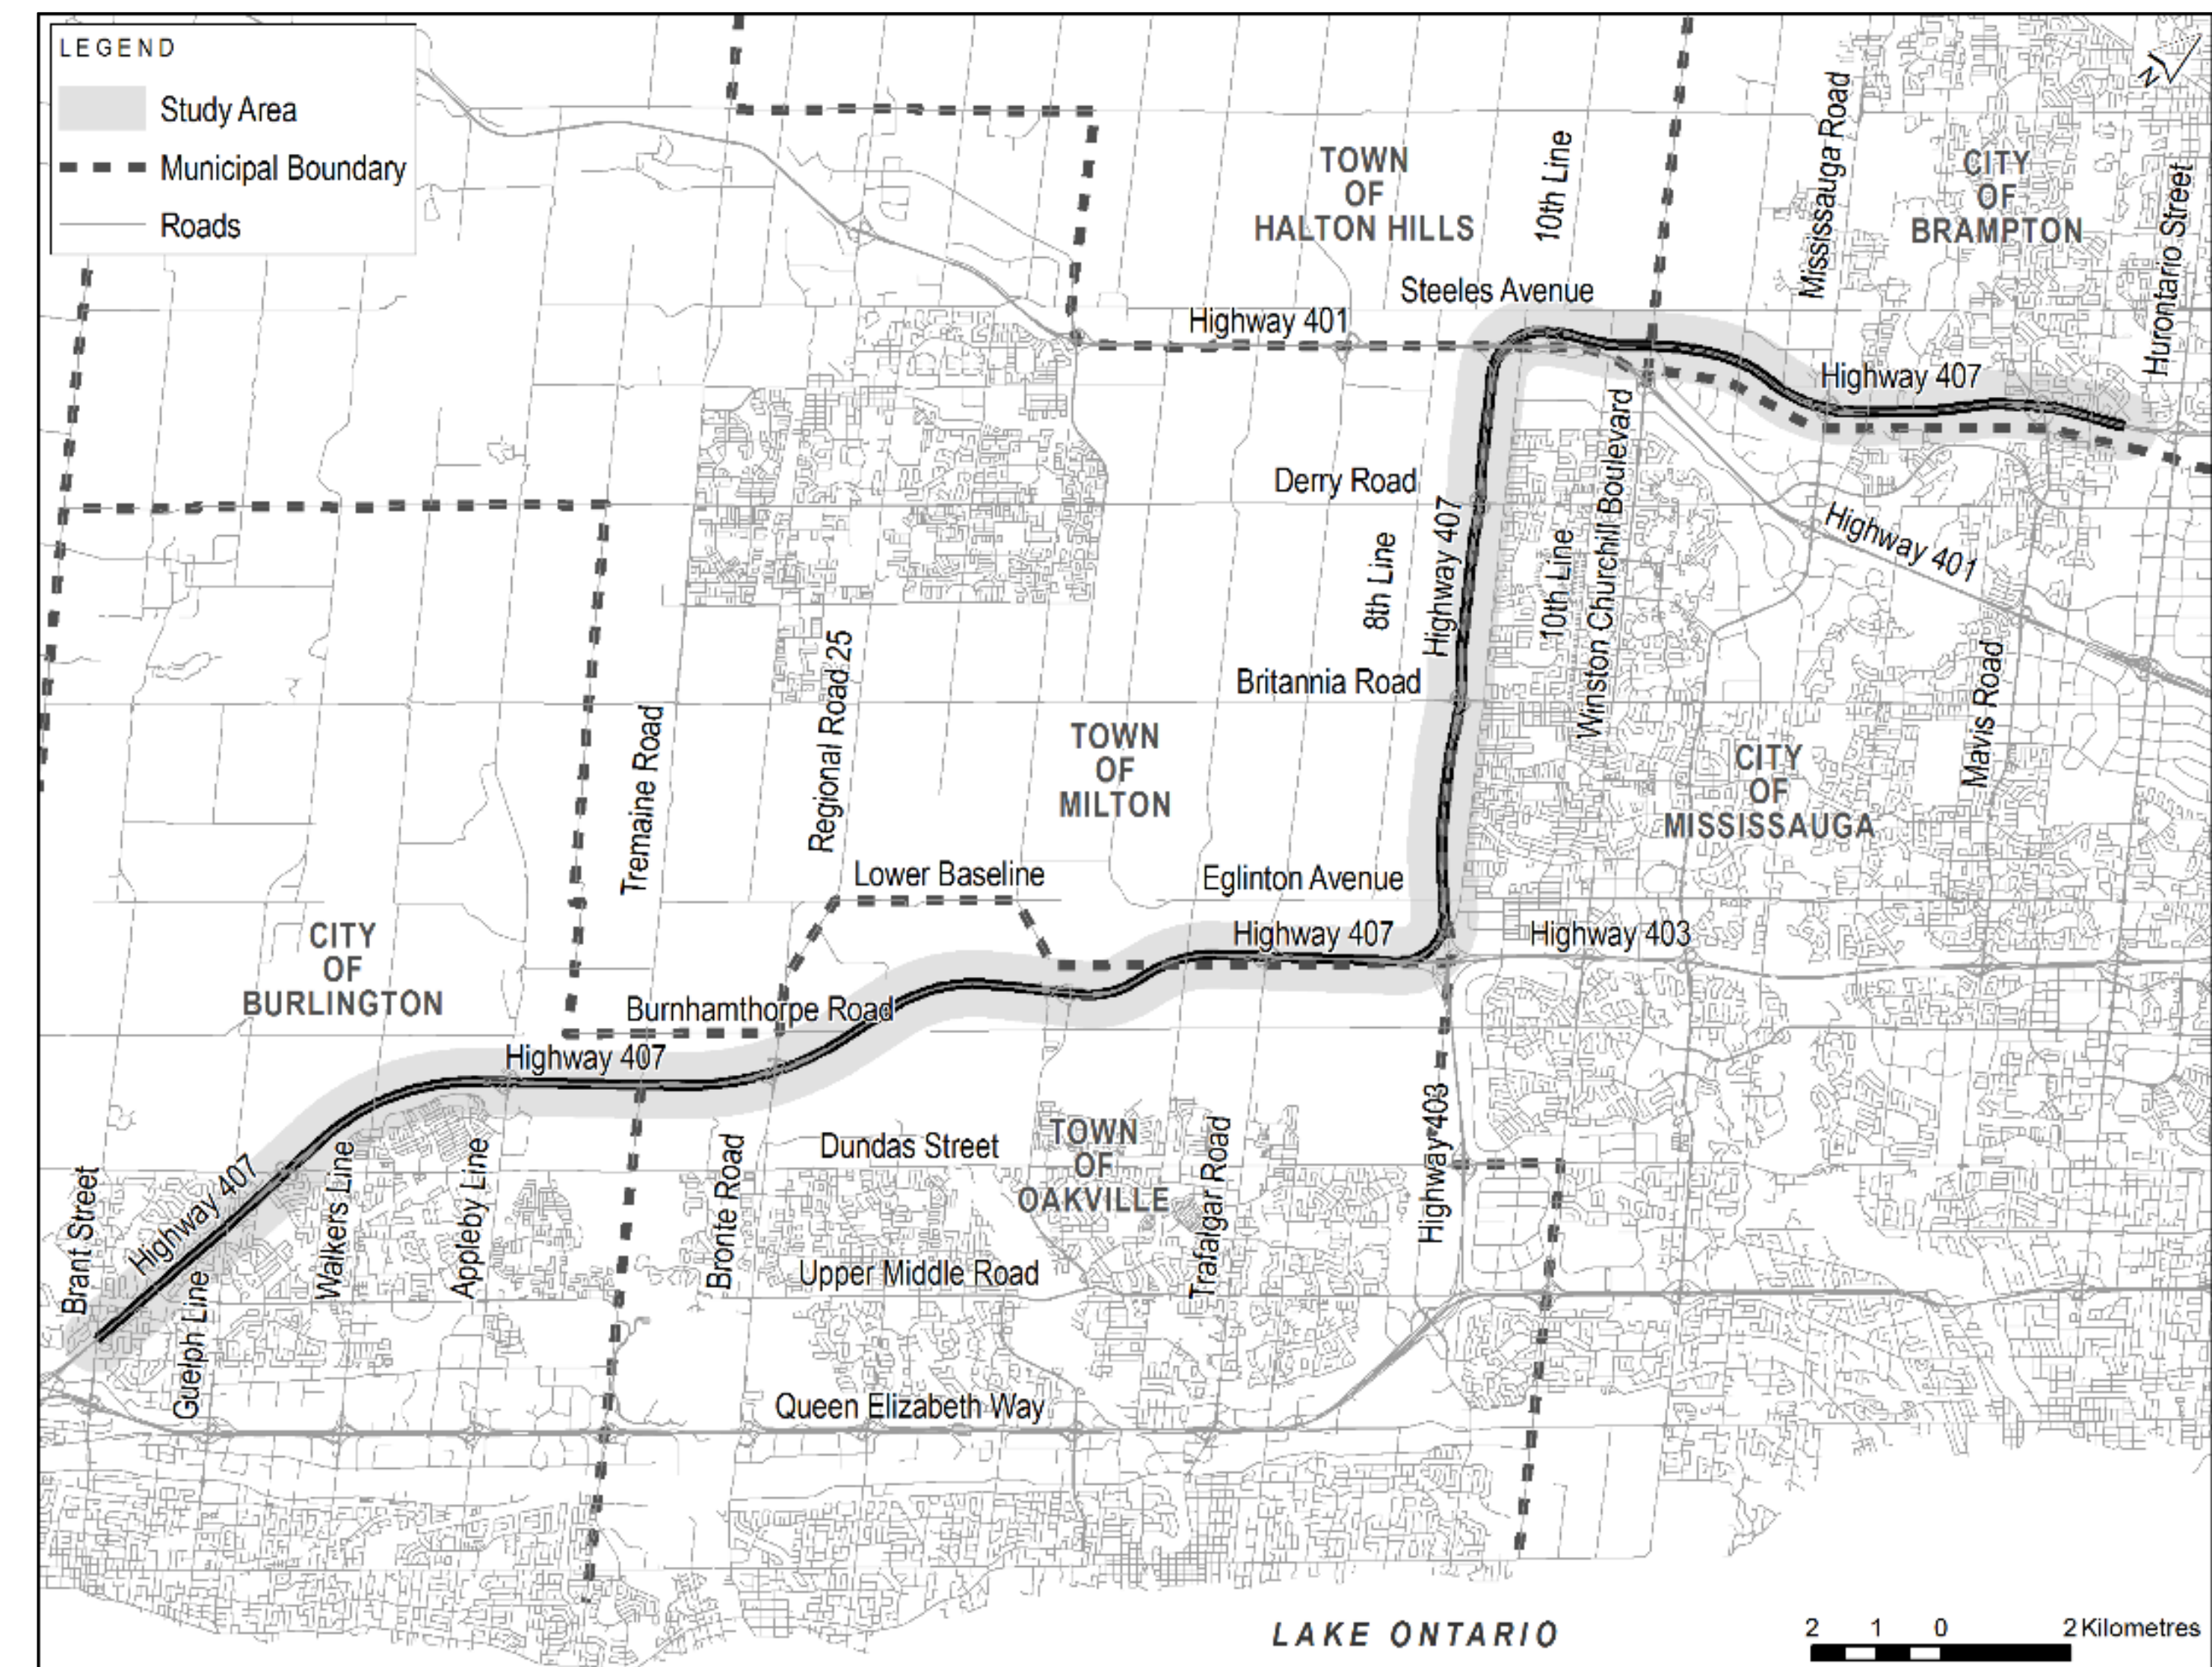 LEGEND
Study Area
Municipal Boundary
Roads
N
TOWN
OF
HALTON HILLS
10th Line
Mississauga Road
CITY
OF
BRAMPTON
Hurontario Street
Steeles Avenue
Highway 401
Highway 407
Derry Road
Highway 407
8th Line
10th Line
Winston Churchill Boulevard
Highway 401
Britannia Road
Regional Road 25
Tremaine Road
TOWN
OF
MILTON
Mavis Road
CITY
OF
MISSISSAUGA
Lower Baseline
Eglinton Avenue
Highway 407
Highway 403
CITY
OF
BURLINGTON
Burnhamthorpe Road
Highway 407
Highway 403
Dundas Street
TOWN
OF
OAKVILLE
Trafalgar Road
Bronte Road
Appleby Line
Walkers Line
Highway 407
Brant Street
Guelph Line
Upper Middle Road
Queen Elizabeth Way
LAKE ONTARIO
2 1 0 2 Kilometres